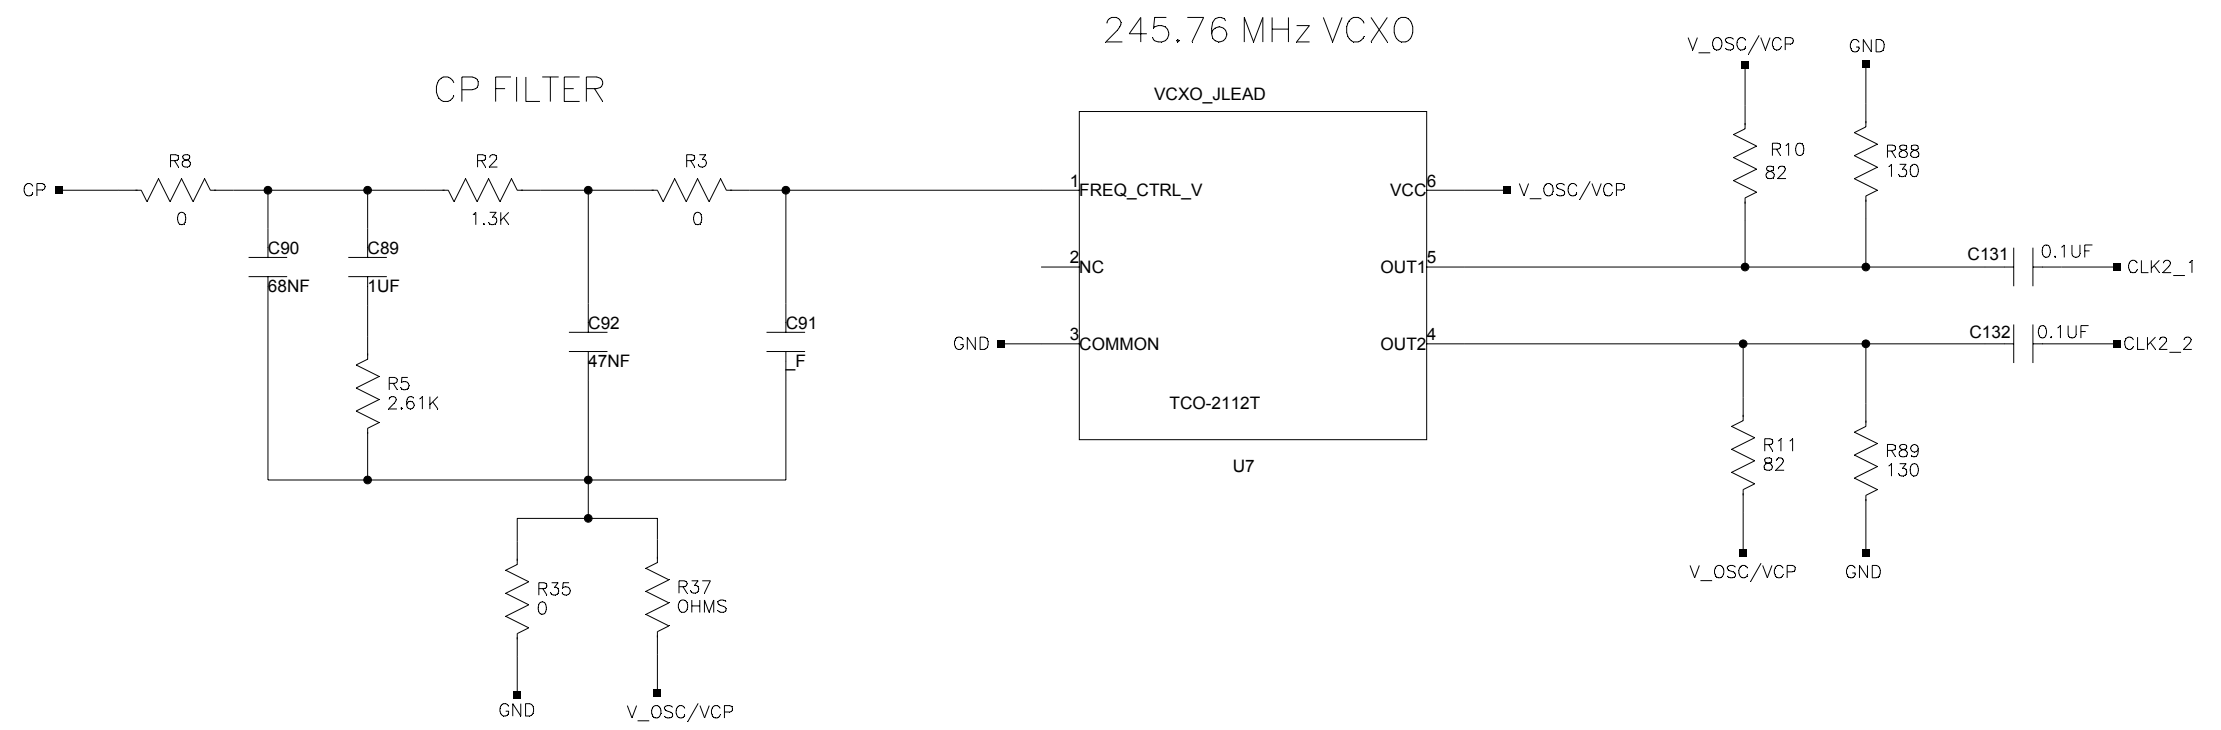 245.76 MHz VCXO
CP FILTER
VCXO_JLEAD
V_OSC/VCP
GND
R8
0
R2
1.3K
R3
0
R10
82
R88
130
CP
1
FREQ_CTRL_V
VCC
6
V_OSC/VCP
C90
68NF
C89
1UF
2
NC
OUT1
5
C131
0.1UF
CLK2_1
C92
47NF
C91
_F
GND
3
COMMON
OUT2
4
C132
0.1UF
CLK2_2
R5
2.61K
TCO-2112T
U7
R11
82
R89
130
V_OSC/VCP
GND
R35
0
R37
OHMS
GND
V_OSC/VCP